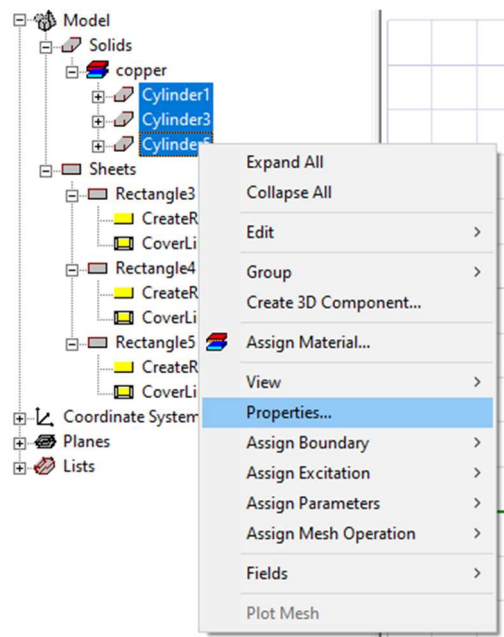 Model
Solids
copper
Cylinder1
Cylinder3
Cylinder5
Sheets
Rectangle3
CreateR
CoverLi
Rectangle4
CreateR
CoverLi
Rectangle5
CreateR
CoverLi
Coordinate System
Planes
Lists
Expand All
Collapse All
Edit
Group
Create 3D Component...
Assign Material...
View
Properties...
Assign Boundary
Assign Excitation
Assign Parameters
Assign Mesh Operation
Fields
Plot Mesh